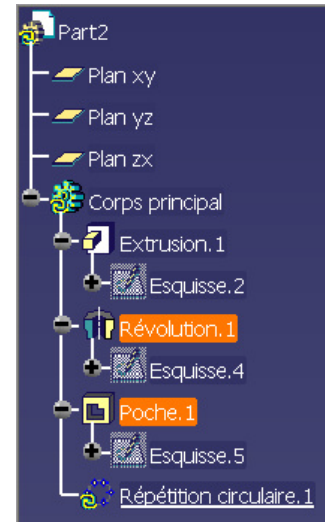 Part2
Plan xy
Plan yz
Plan zx
Corps principal
Extrusion.1
Esquisse.2
Révolution.1
Esquisse.4
Poche.1
Esquisse.5
Répétition circulaire.1